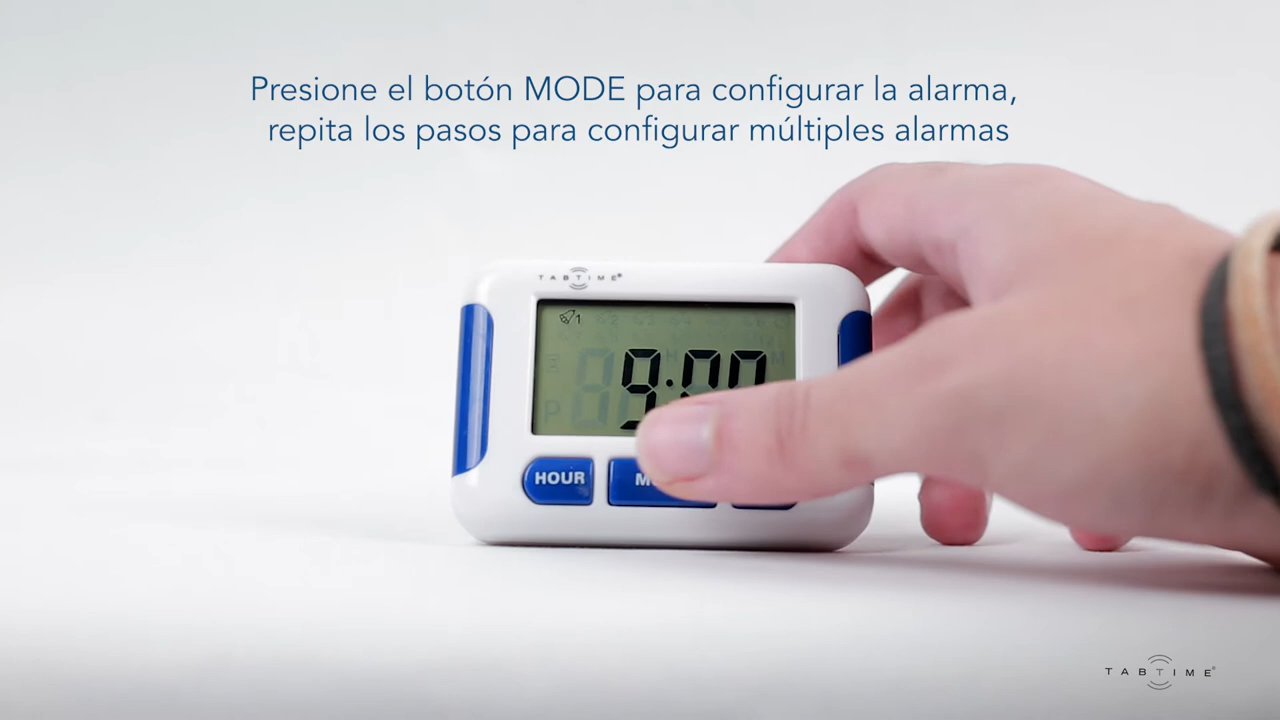 Presione el botón MODE para configurar la alarma,
repita los pasos para configurar múltiples alarmas
TABTIME®
1
9:00
HOUR
TABTIME®